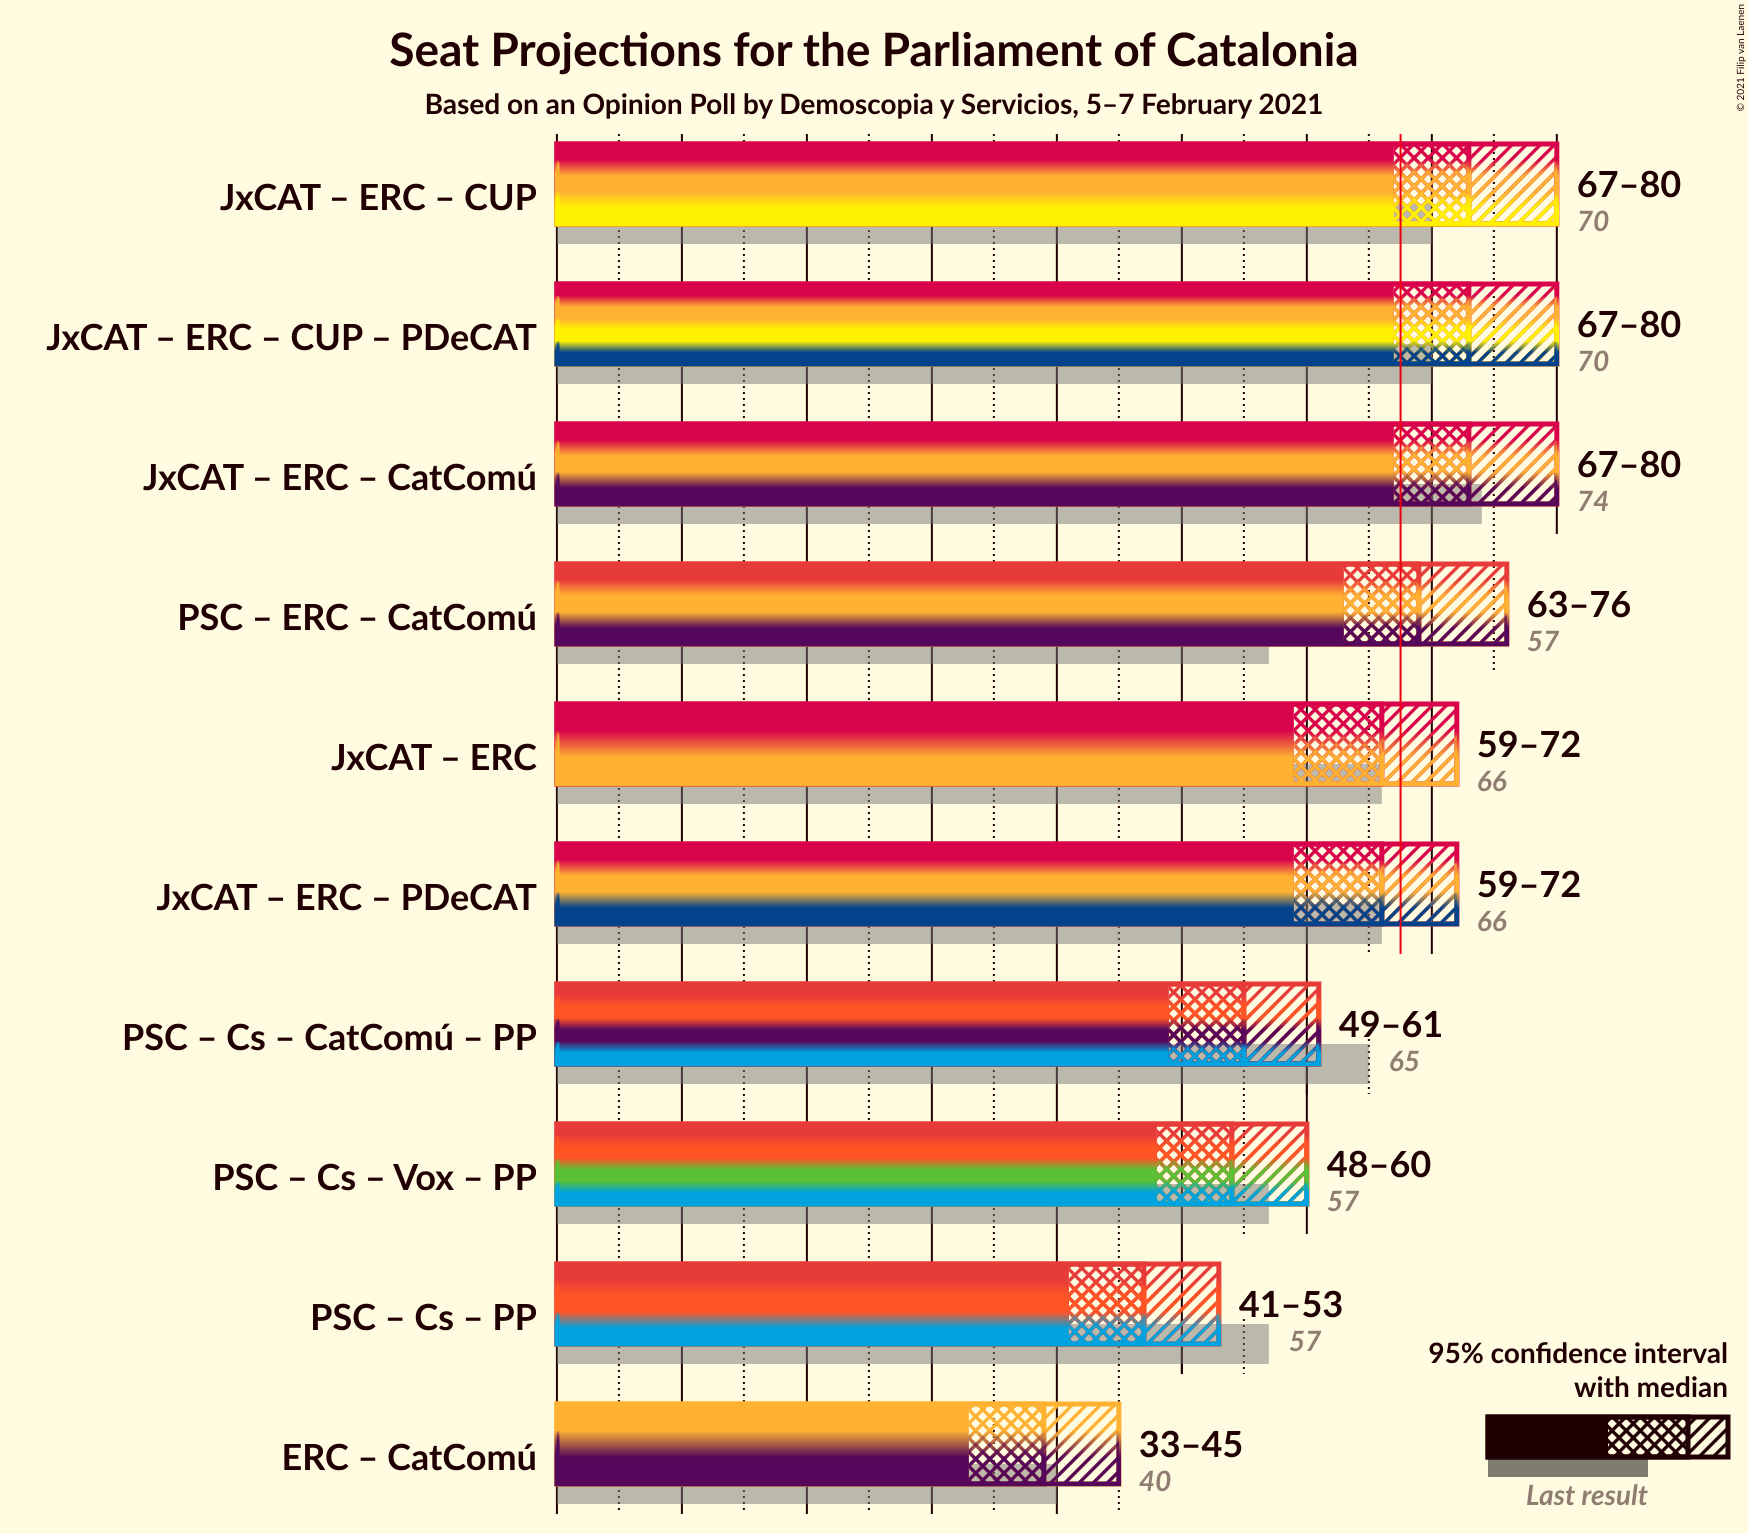 Seat Projections for the Parliament of Catalonia
Based on an Opinion Poll by Demoscopia y Servicios, 5–7 February 2021
© 2021 Filip van Laenen
JxCAT – ERC – CUP
67–80
70
JxCAT – ERC – CUP – PDeCAT
67–80
70
JxCAT – ERC – CatComú
67–80
74
PSC – ERC – CatComú
63–76
57
JxCAT – ERC
59–72
66
JxCAT – ERC – PDeCAT
59–72
66
PSC – Cs – CatComú – PP
49–61
65
PSC – Cs – Vox – PP
48–60
57
PSC – Cs – PP
41–53
57
ERC – CatComú
33–45
40
95% confidence interval
with median
Last result